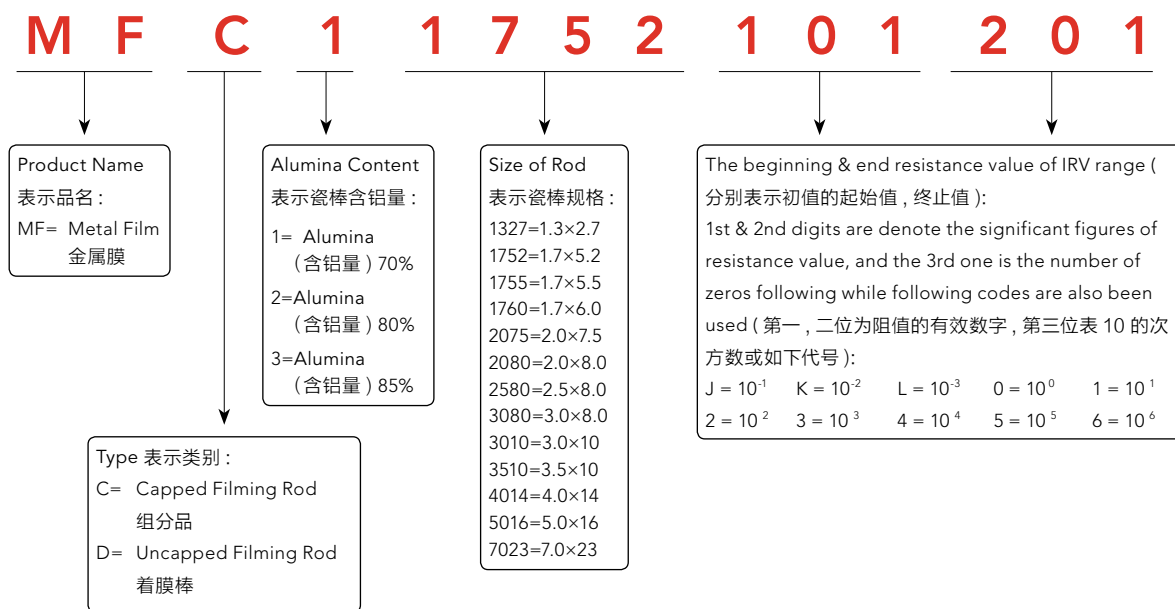 M F C 1 1 7 5 2 1 0 1 2 0 1
Product Name
表示品名 :
MF= Metal Film
金属膜
Type 表示类别 :
C= Capped Filming Rod
组分品
D= Uncapped Filming Rod
着膜棒
Alumina Content
表示瓷棒含铝量 :
1= Alumina
(含铝量 ) 70%
2=Alumina
(含铝量 ) 80%
3=Alumina
(含铝量 ) 85%
Size of Rod
表示瓷棒规格 :
1327=1.3×2.7
1752=1.7×5.2
1755=1.7×5.5
1760=1.7×6.0
2075=2.0×7.5
2080=2.0×8.0
2580=2.5×8.0
3080=3.0×8.0
3010=3.0×10
3510=3.5×10
4014=4.0×14
5016=5.0×16
7023=7.0×23
The beginning & end resistance value of IRV range (
分别表示初值的起始值 , 终止值 ):
1st & 2nd digits are denote the significant figures of
resistance value, and the 3rd one is the number of
zeros following while following codes are also been
used ( 第一 , 二位为阻值的有效数字 , 第三位表 10 的次
方数或如下代号 ):
J = 10⁻¹ K = 10⁻² L = 10⁻³ 0 = 10⁰ 1 = 10¹
2 = 10² 3 = 10³ 4 = 10⁴ 5 = 10⁵ 6 = 10⁶